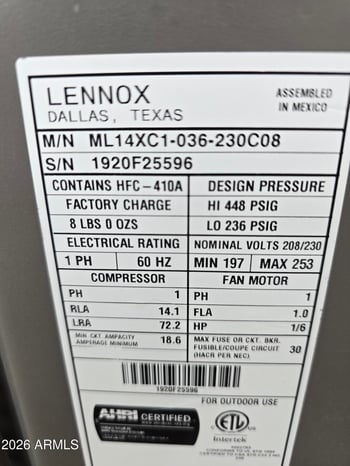 LENNOX
DALLAS, TEXAS
ASSEMBLED
IN MEXICO
M/N ML14XC1-036-230C08
S/N 1920F25596
CONTAINS HFC-410A
FACTORY CHARGE
8 LBS 0 OZS
DESIGN PRESSURE
HI 448 PSIG
LO 236 PSIG
ELECTRICAL RATING
NOMINAL VOLTS 208/230
1 PH 60 HZ MIN 197 MAX 253
COMPRESSOR
PH 1
RLA 14.1
LRA 72.2
MIN CKT AMPACITY
AMPERAGE MINIMUM 18.6
FAN MOTOR
PH 1
FLA 1.0
HP 1/6
MAX FUSE OR CKT. BKR.
FUSIBLE/COUPE CIRCUIT 30
(HACR PER NEC)
1920F25596
FOR OUTDOOR USE
AHRI CERTIFIED
ETL
Intertek
2026 ARMLS